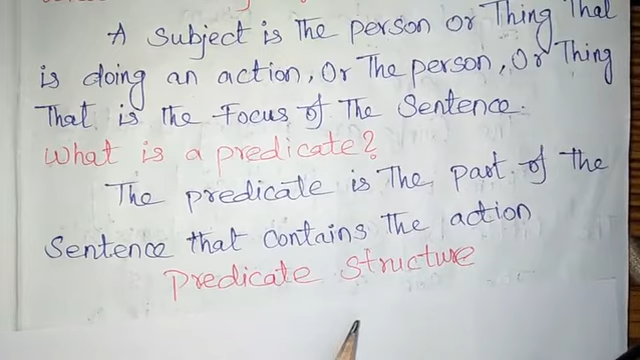 A Subject is The person or Thing That
is doing an action, Or The person, Or Thing
That is The Focus of The Sentence.
What is a predicate?
The predicate is The part of the
Sentence that contains The action
Predicate structure